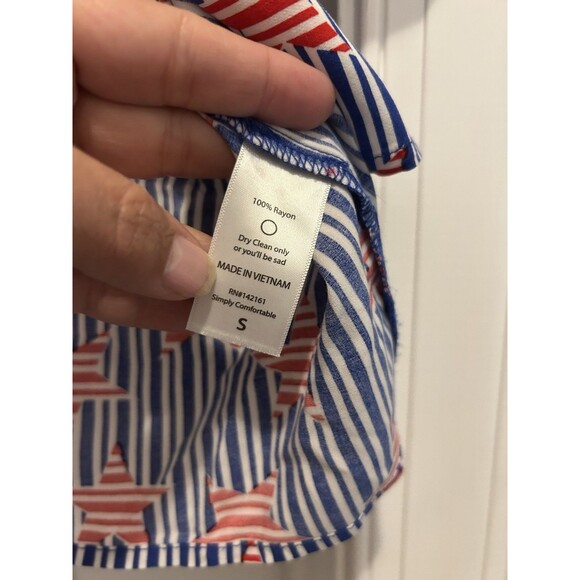 100% Rayon
Dry Clean only
or you'll be sad
MADE IN VIETNAM
RN#142161
Simply Comfortable
S